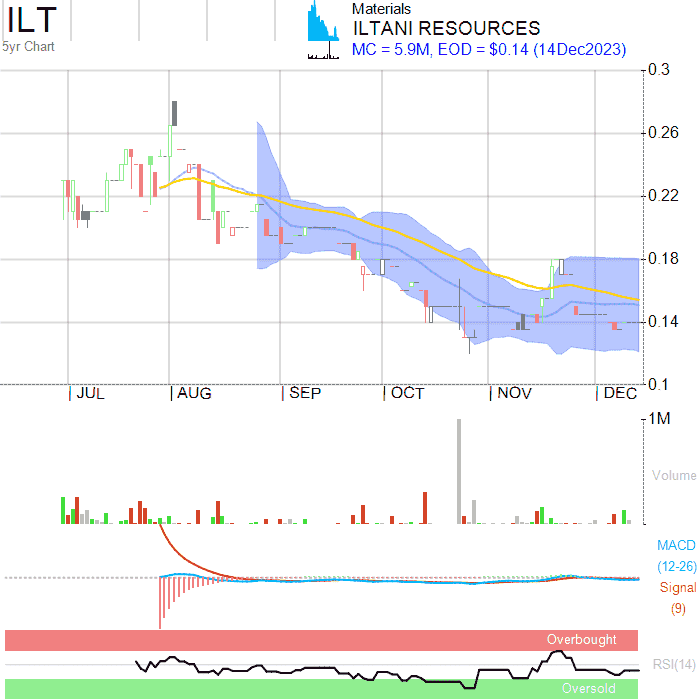 ILT
5yr Chart
Materials
ILTANI RESOURCES
MC = 5.9M, EOD = $0.14 (14Dec2023)
0.3
0.26
0.22
0.18
0.14
0.1
JUL AUG SEP OCT NOV DEC
1M
Volume
MACD
(12-26)
Signal
(9)
Overbought
RSI(14)
Oversold